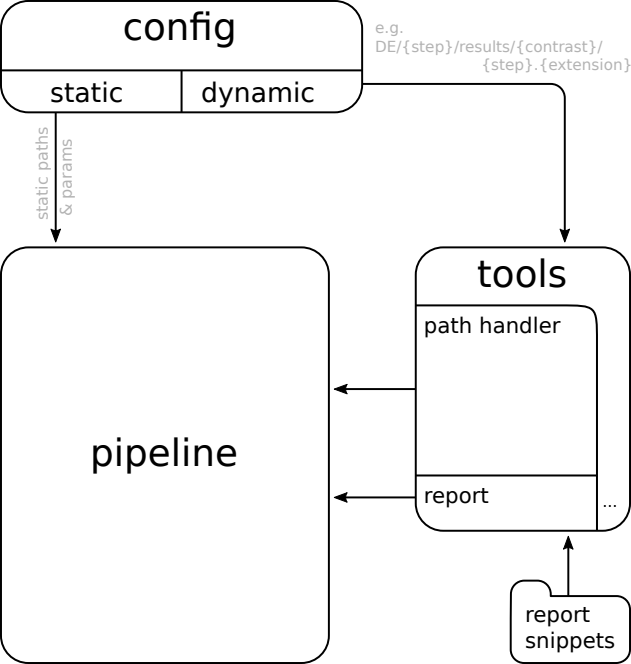 config
static
dynamic
e.g.
DE/{step}/results/{contrast}/
{step}.{extension}
static paths
& params
tools
path handler
pipeline
report
...
report
snippets